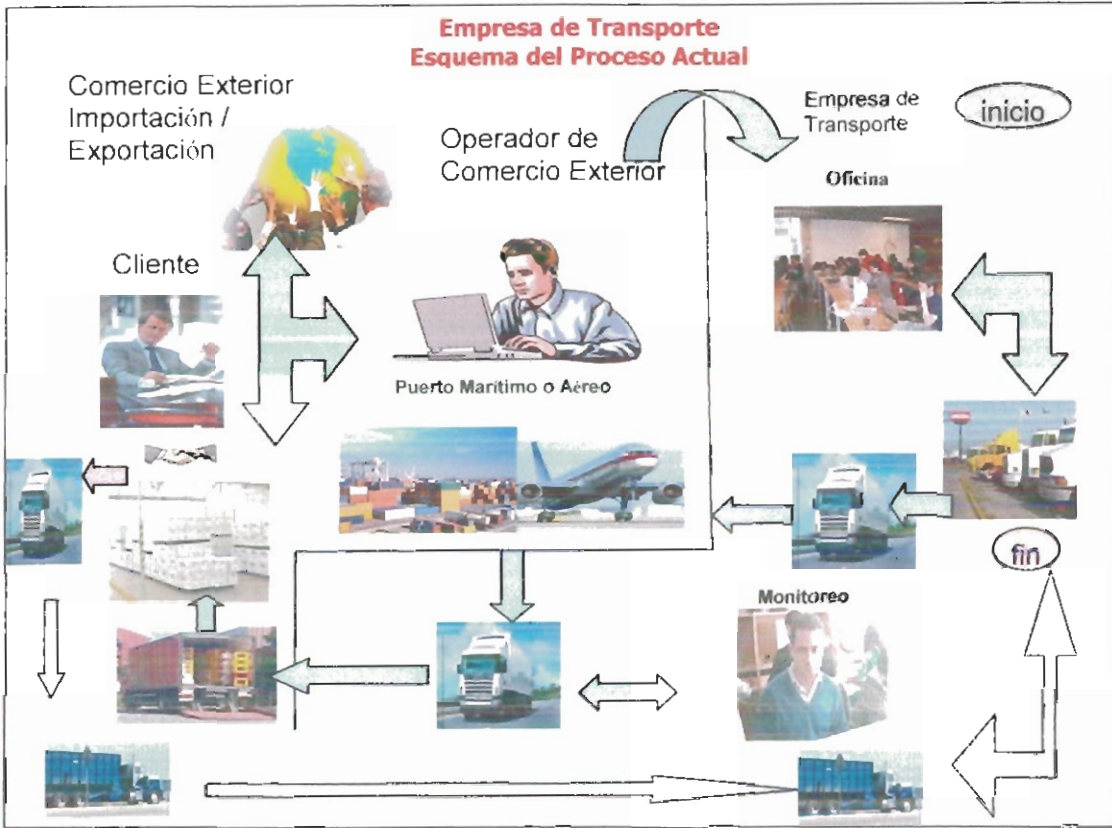 Empresa de Transporte
Esquema del Proceso Actual
Comercio Exterior
Importación /
Exportación
Operador de
Comercio Exterior
Empresa de
Transporte
inicio
Oficina
Cliente
Puerto Marítimo o Aéreo
fin
Monitoreo